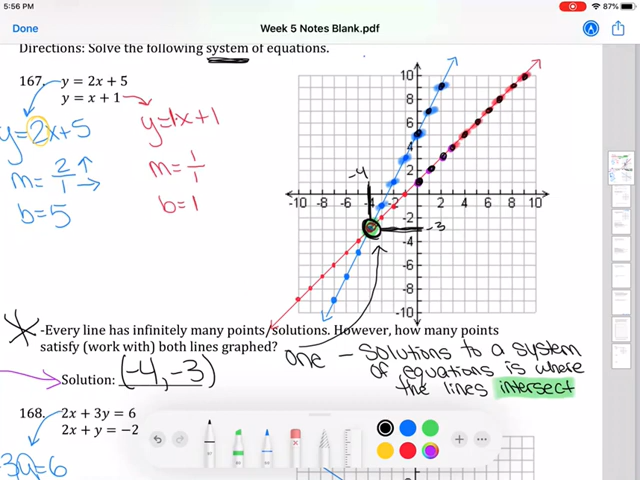 5:56 PM
87%
Done
Week 5 Notes Blank.pdf
Directions: Solve the following system of equations.
167. y = 2x + 5
y = x + 1
y=2x+5
m = 2/1
b=5
y=1x+1
m = 1/1
b=1
10
8
6
4
2
-10 -8 -6 -4 -2 2 4 6 8 10
-4
-3
-4
-6
-8
-10
-Every line has infinitely many points/solutions. However, how many points
satisfy (work with) both lines graphed?
one – solutions to a system
of equations is where
the lines intersect
Solution: (-4,-3)
168. 2x + 3y = 6
2x + y = −2
3y=6